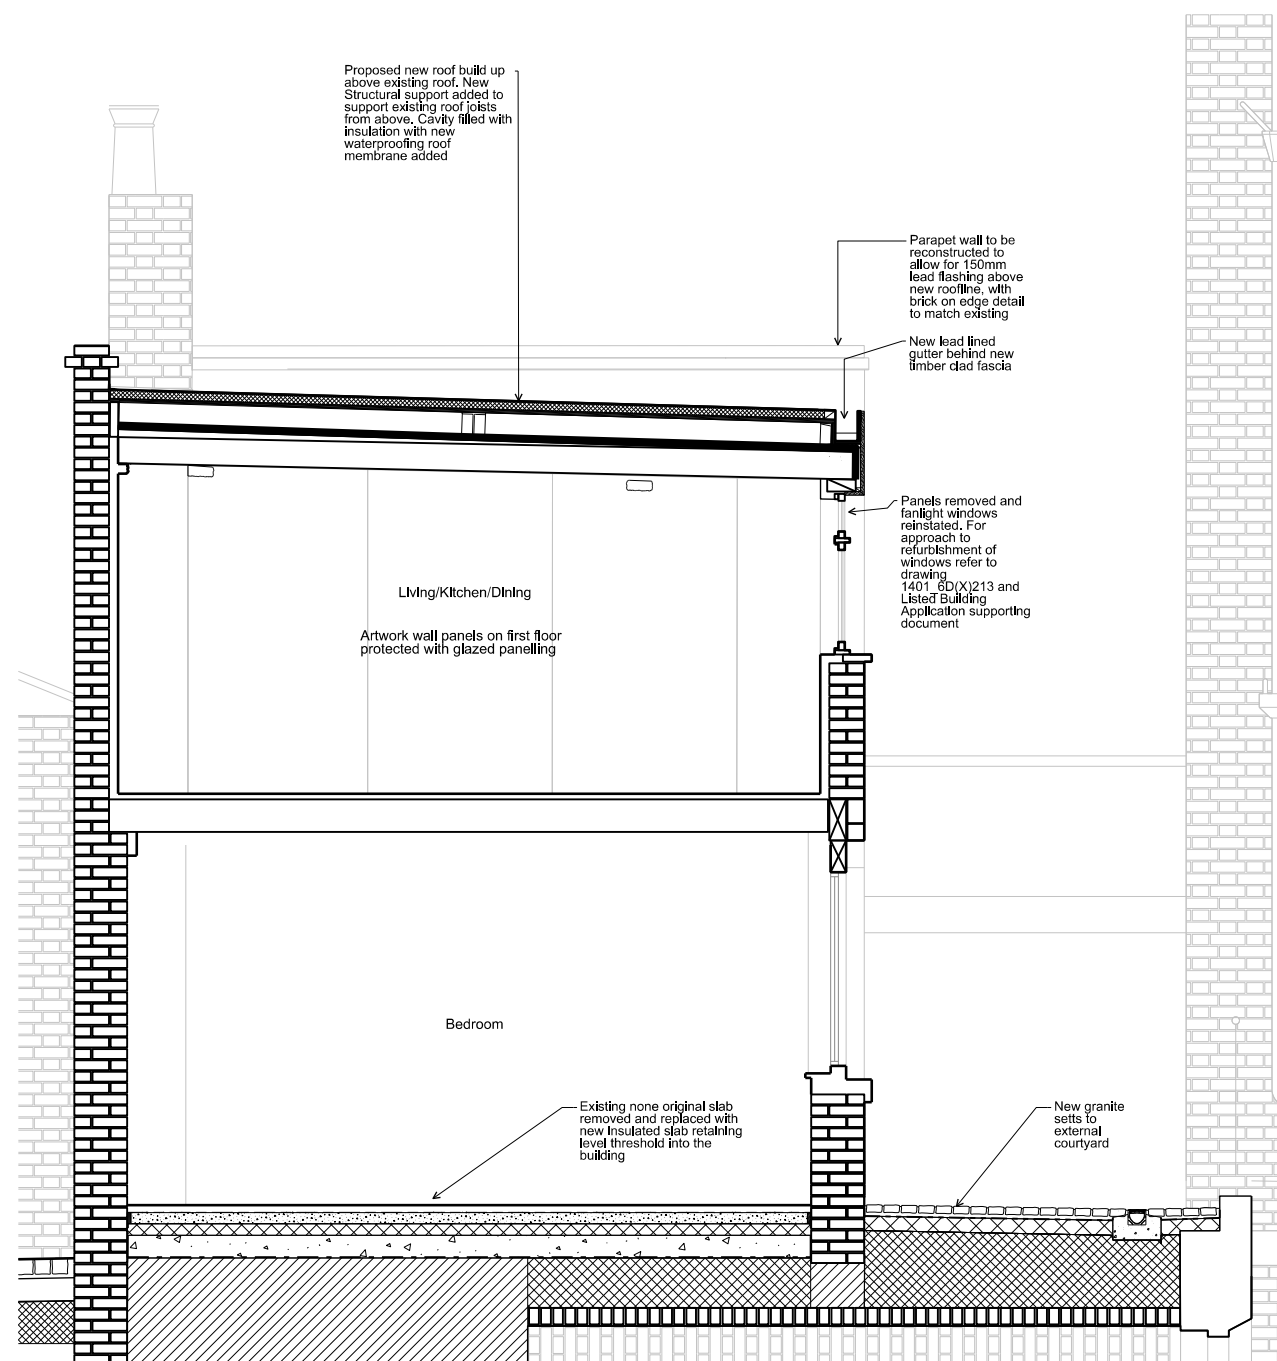 Proposed new roof build up
above existing roof. New
Structural support added to
support existing roof joists
from above. Cavity filled with
insulation with new
waterproofing roof
membrane added
Parapet wall to be
reconstructed to
allow for 150mm
lead flashing above
new roofline, with
brick on edge detail
to match existing
New lead lined
gutter behind new
timber clad fascia
Panels removed and
fanlight windows
reinstated. For
approach to
refurbishment of
windows refer to
drawing
1401_6D(X)213 and
Listed Building
Application supporting
document
Living/Kitchen/Dining
Artwork wall panels on first floor
protected with glazed panelling
Bedroom
Existing none original slab
removed and replaced with
new insulated slab retaining
level threshold into the
building
New granite
setts to
external
courtyard